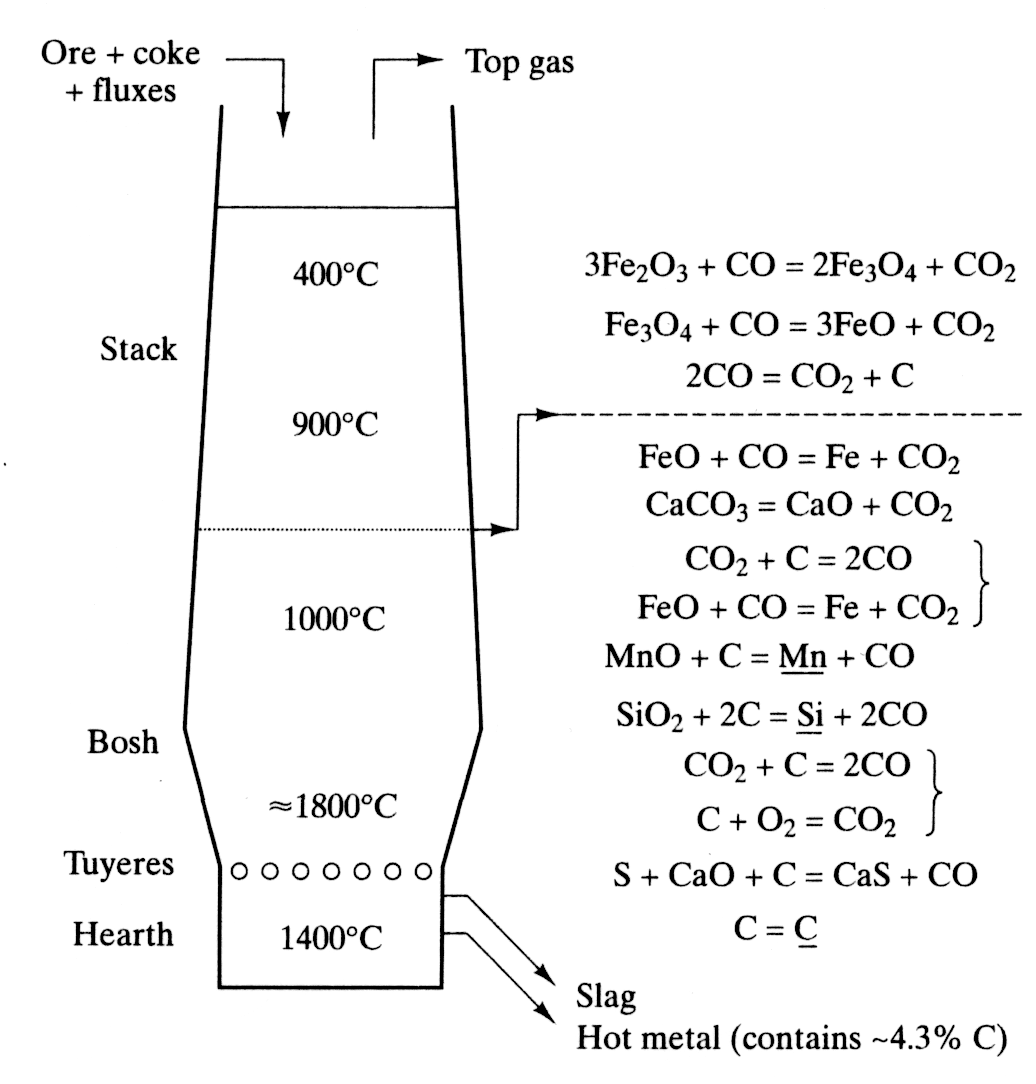 Ore + coke
+ fluxes
Top gas
400°C
Stack
900°C
1000°C
Bosh
≈1800°C
Tuyeres
Hearth
1400°C
3Fe₂O₃ + CO = 2Fe₃O₄ + CO₂
Fe₃O₄ + CO = 3FeO + CO₂
2CO = CO₂ + C
FeO + CO = Fe + CO₂
CaCO₃ = CaO + CO₂
CO₂ + C = 2CO
FeO + CO = Fe + CO₂
MnO + C = Mn + CO
SiO₂ + 2C = Si + 2CO
CO₂ + C = 2CO
C + O₂ = CO₂
S + CaO + C = CaS + CO
C = C
Slag
Hot metal (contains ~4.3% C)